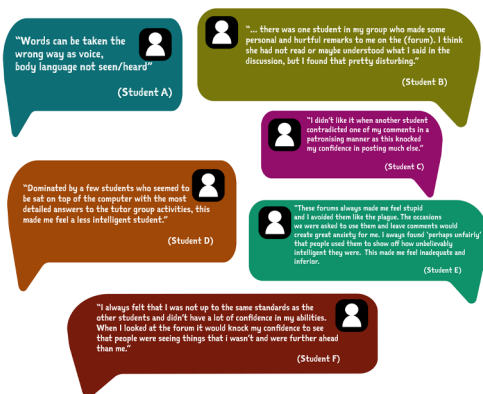 “Words can be taken the
wrong way as voice,
body language not seen/heard”
(Student A)
“... there was one student in my group who made some
personal and hurtful remarks to me on the (forum). I think
she had not read or maybe understood what I said in the
discussion, but I found that pretty disturbing.”
(Student B)
“I didn’t like it when another student
contradicted one of my comments in a
patronising manner as this knocked
my confidence in posting much else.”
(Student C)
“Dominated by a few students who seemed to
be sat on top of the computer with the most
detailed answers to the tutor group activities, this
made me feel a less intelligent student.”
(Student D)
“These forums always made me feel stupid
and I avoided them like the plague. The occasions
we were asked to use them and leave comments would
create great anxiety for me. I aways found ‘perhaps unfairly’
that people used them to show off how unbelievably
intelligent they were. This made me feel inadequate and
inferior.
(Student E)
“I always felt that I was not up to the same standards as the
other students and didn’t have a lot of confidence in my abilities.
When I looked at the forum it would knock my confidence to see
that people were seeing things that i wasn’t and were further ahead
than me.”
(Student F)